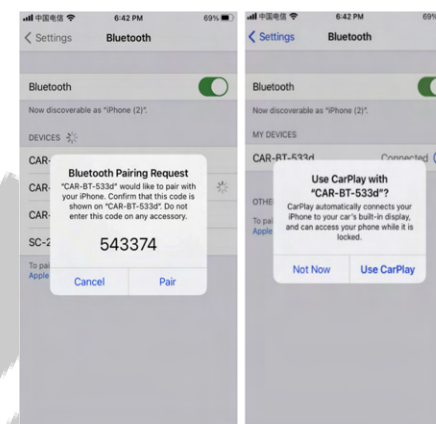 中国电信 6:42 PM 69%
Settings Bluetooth
Bluetooth
Now discoverable as "iPhone (2)".
DEVICES
CAR-
CAR-
CAR-
SC-2
To pai
Apple
Bluetooth Pairing Request
"CAR-BT-533d" would like to pair with
your iPhone. Confirm that this code is
shown on "CAR-BT-533d". Do not
enter this code on any accessory.
543374
Cancel Pair
中国电信 6:42 PM 69%
Settings Bluetooth
Bluetooth
Now discoverable as "iPhone (2)".
MY DEVICES
CAR-BT-533d Connected
OTHE
To pai
Apple
Use CarPlay with
"CAR-BT-533d"?
CarPlay automatically connects your
iPhone to your car's built-in display,
and can access your phone while it is
locked.
Not Now Use CarPlay